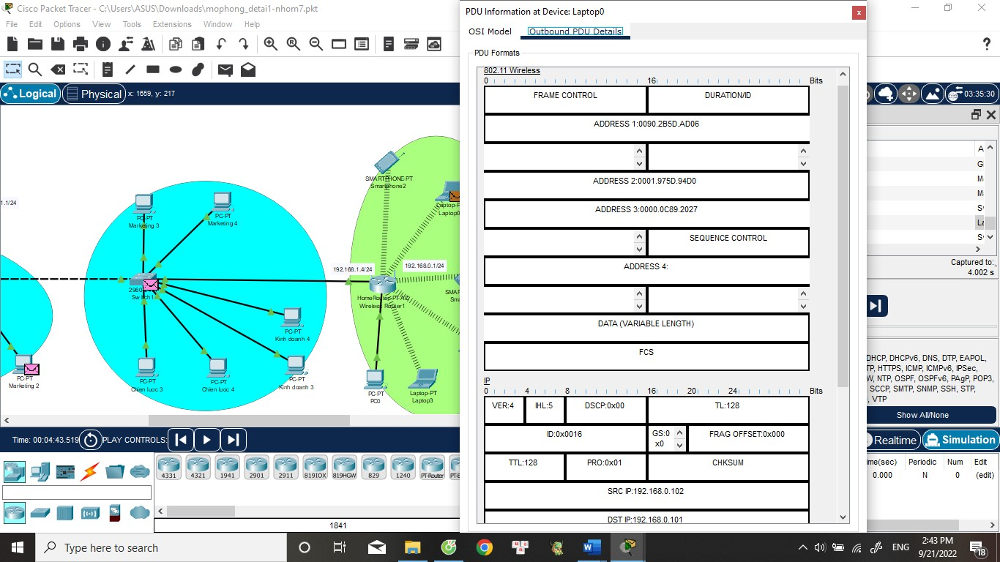 Cisco Packet Tracer - C:\Users\ASUS\Downloads\mophong_detai1-nhom7.pkt
File Edit Options View Tools Extensions Window Help
Logical Physical x: 1659, y: 217
03:35:30
1.1/24
SMARTPHONE-PT
Smartphone2
PC-PT
Marketing 3
PC-PT
Marketing 4
Laptop0
192.168.1.4/24
192.168.0.1/24
Switch1
HomeRouter-PT-AC
Wireless Router1
PC-PT
Kinh doanh 4
PC-PT
Marketing 2
PC-PT
Chien luoc 3
PC-PT
Chien luoc 4
PC-PT
Kinh doanh 3
PC-PT
PC0
Laptop-PT
Laptop3
Time: 00:04:43.519 PLAY CONTROLS:
4331 4321 1941 2901 2911 819IOX 819HGW 829 1240 PT-Router
1841
PDU Information at Device: Laptop0
OSI Model Outbound PDU Details
PDU Formats
802.11 Wireless
0 16 Bits
FRAME CONTROL DURATION/ID
ADDRESS 1:0090.2B5D.AD06
ADDRESS 2:0001.975D.94D0
ADDRESS 3:0000.0C89.2027
SEQUENCE CONTROL
ADDRESS 4:
DATA (VARIABLE LENGTH)
FCS
IP
0 4 8 16 20 24 Bits
VER:4 IHL:5 DSCP:0x00 TL:128
ID:0x0016 GS:0 x0 FRAG OFFSET:0x000
TTL:128 PRO:0x01 CHKSUM
SRC IP:192.168.0.102
DST IP:192.168.0.101
Captured to:
4.002 s
DHCP, DHCPv6, DNS, DTP, EAPOL,
TP, HTTPS, ICMP, ICMPv6, IPSec,
W, NTP, OSPF, OSPFv6, PAgP, POP3,
SCCP, SMTP, SNMP, SSH, STP,
, VTP
Show All/None
Realtime Simulation
ime(sec) Periodic Num Edit
0.000 N 0 (edit)
Type here to search
ENG
2:43 PM
9/21/2022
18